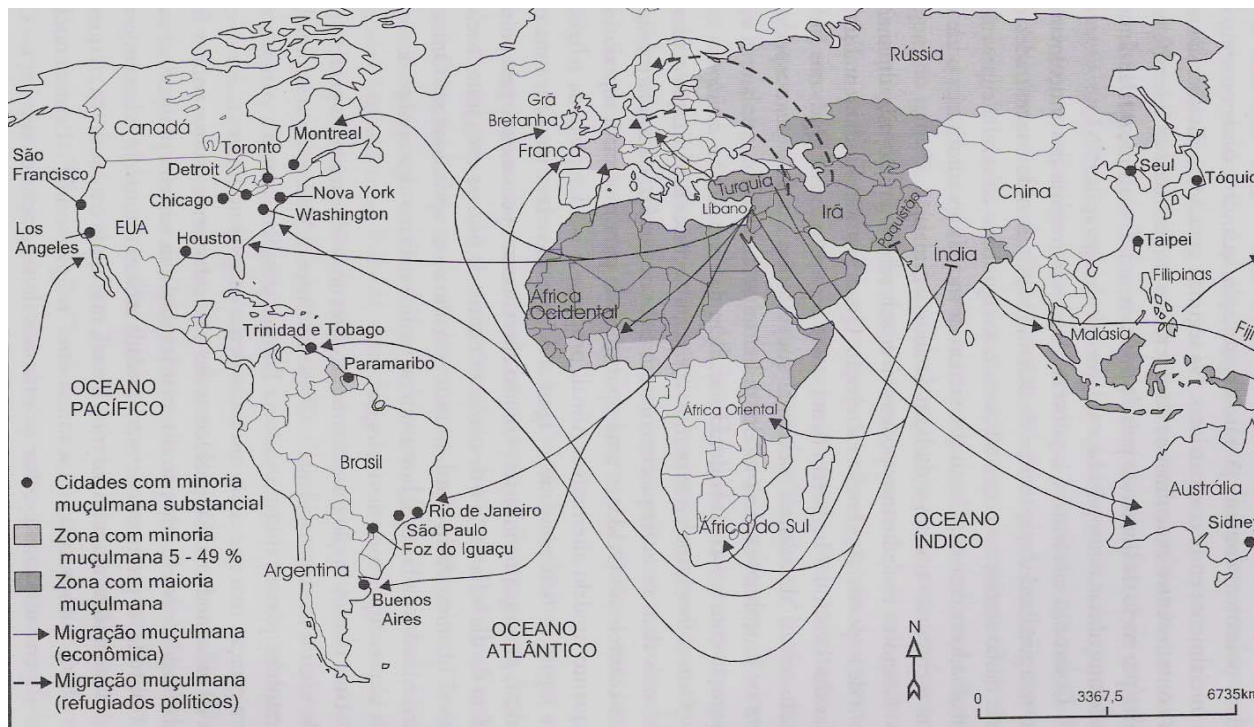 Rússia
Canadá
Grã
Bretanha
Montreal
Toronto
São
Francisco
Detroit
França
Seul
Tóquio
China
Chicago
Nova York
Turquia
Washington
Líbano
Irã
Paquistão
Los
Angeles
EUA
Houston
Índia
Taipei
Filipinas
África
Ocidental
Malásia
Fiji
Trinidad e Tobago
Paramaribo
OCEANO
PACÍFICO
África Oriental
Brasil
Cidades com minoria
muçulmana substancial
Rio de Janeiro
São Paulo
Foz do Iguaçu
África do Sul
OCEANO
ÍNDICO
Austrália
Sidne
Zona com minoria
muçulmana 5 - 49 %
Argentina
Zona com maioria
muçulmana
Buenos
Aires
OCEANO
ATLÂNTICO
N
Migração muçulmana
(econômica)
Migração muçulmana
(refugiados políticos)
0 3367,5 6735km